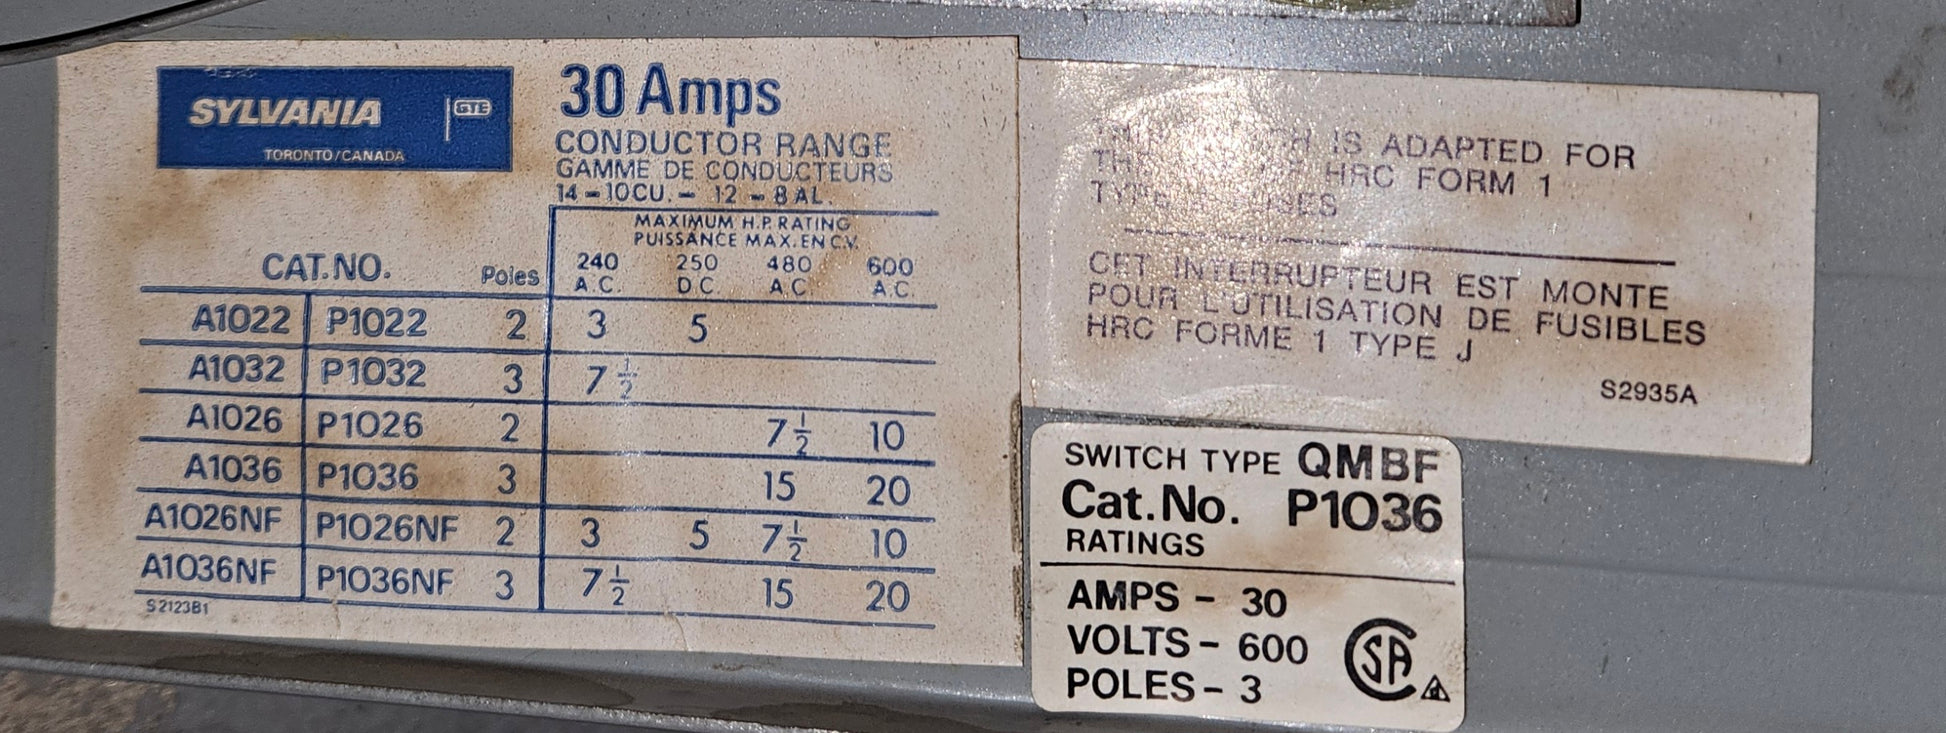 SYLVANIA GTE
TORONTO/CANADA
30 Amps
CONDUCTOR RANGE
GAMME DE CONDUCTEURS
14-10CU.- 12-8AL.
MAXIMUM H.P. RATING
PUISSANCE MAX.EN C.V.
CAT.NO. Poles 240 A.C. 250 D.C. 480 A.C. 600 A.C.
A1022 P1022 2 3 5
A1032 P1032 3 7 1/2
A1026 P1026 2 7 1/2 10
A1036 P1036 3 15 20
A1026NF P1026NF 2 3 5 7 1/2 10
A1036NF P1036NF 3 7 1/2 15 20
S2123B1
IS ADAPTED FOR
HRC FORM 1
CET INTERRUPTEUR EST MONTE
POUR L'UTILISATION DE FUSIBLES
HRC FORME 1 TYPE J
S2935A
SWITCH TYPE QMBF
Cat.No. P1036
RATINGS
AMPS - 30
VOLTS - 600
POLES - 3
SA